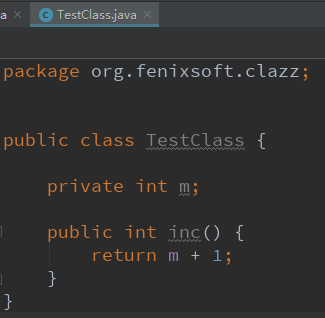 a × TestClass.java ×
package org.fenixsoft.clazz;
public class TestClass {
private int m;
public int inc() {
return m + 1;
}
}